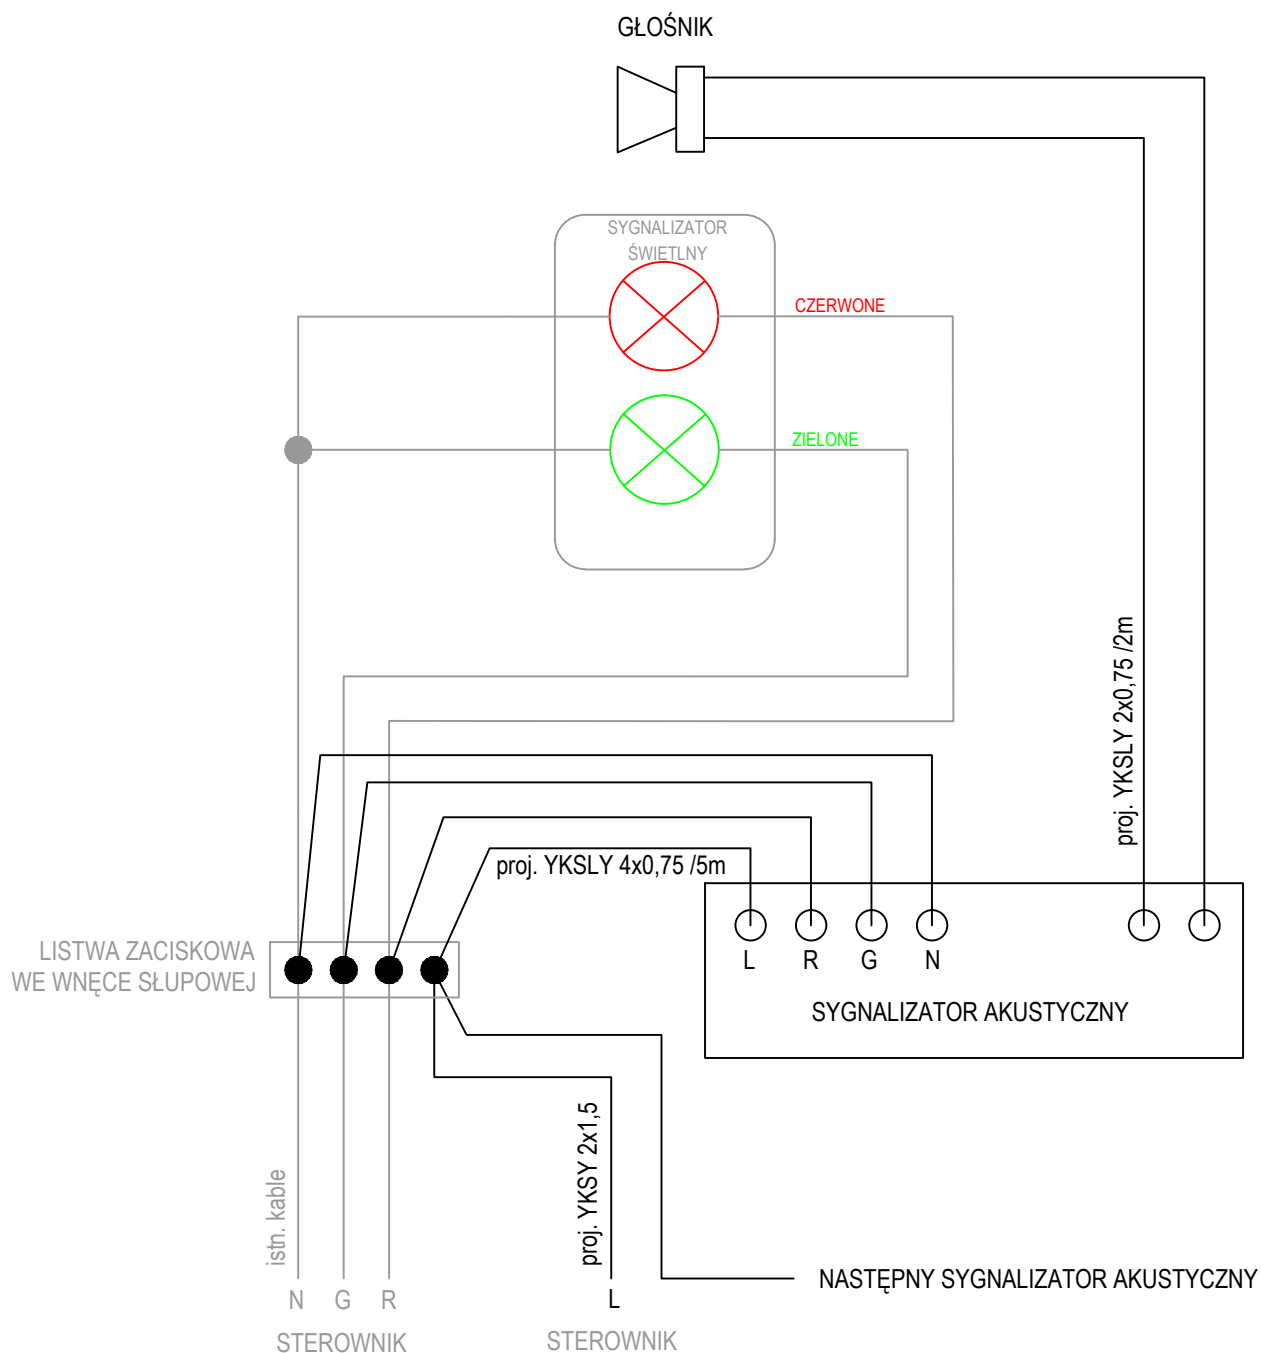 GŁOŚNIK
SYGNALIZATOR
ŚWIETLNY
CZERWONE
ZIELONE
proj. YKSLY 2x0,75 /2m
proj. YKSLY 4x0,75 /5m
LISTWA ZACISKOWA
WE WNĘCE SŁUPOWEJ
L R G N
SYGNALIZATOR AKUSTYCZNY
istn. kable
proj. YKSY 2x1,5
NASTĘPNY SYGNALIZATOR AKUSTYCZNY
N G R
L
STEROWNIK
STEROWNIK